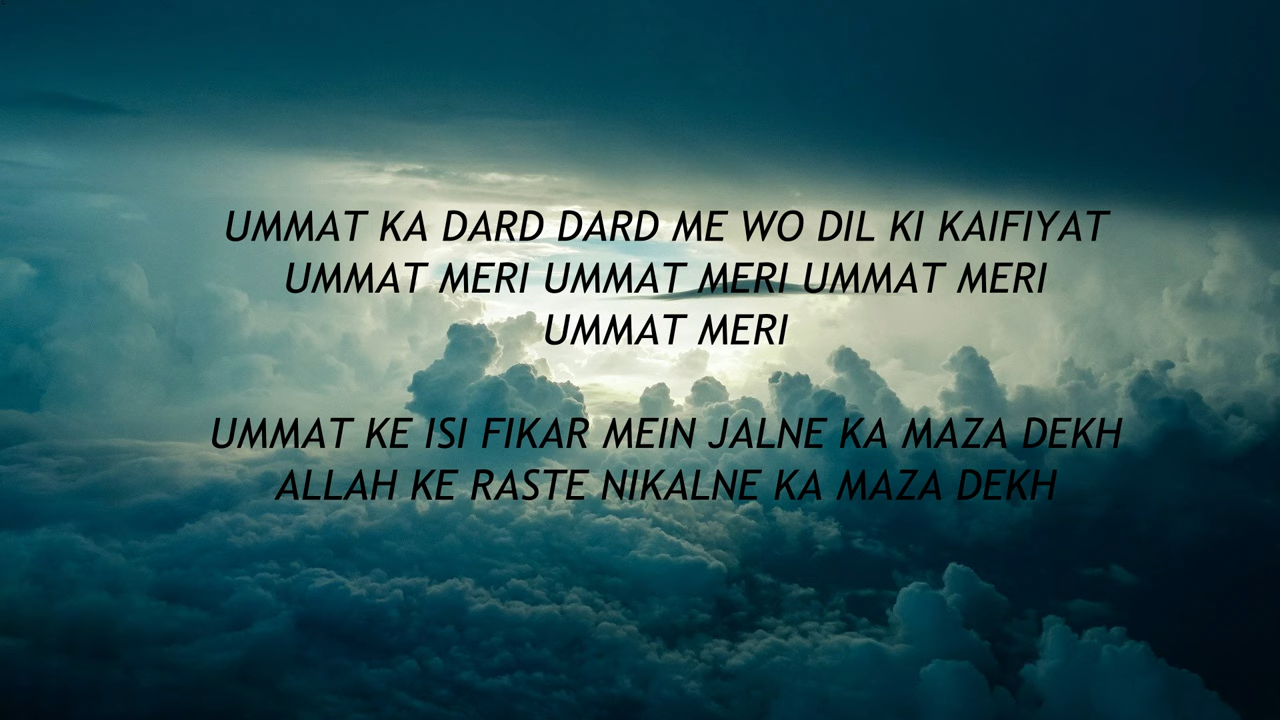 UMMAT KA DARD DARD ME WO DIL KI KAIFIYAT
UMMAT MERI UMMAT MERI UMMAT MERI
UMMAT MERI
UMMAT KE ISI FIKAR MEIN JALNE KA MAZA DEKH
ALLAH KE RASTE NIKALNE KA MAZA DEKH